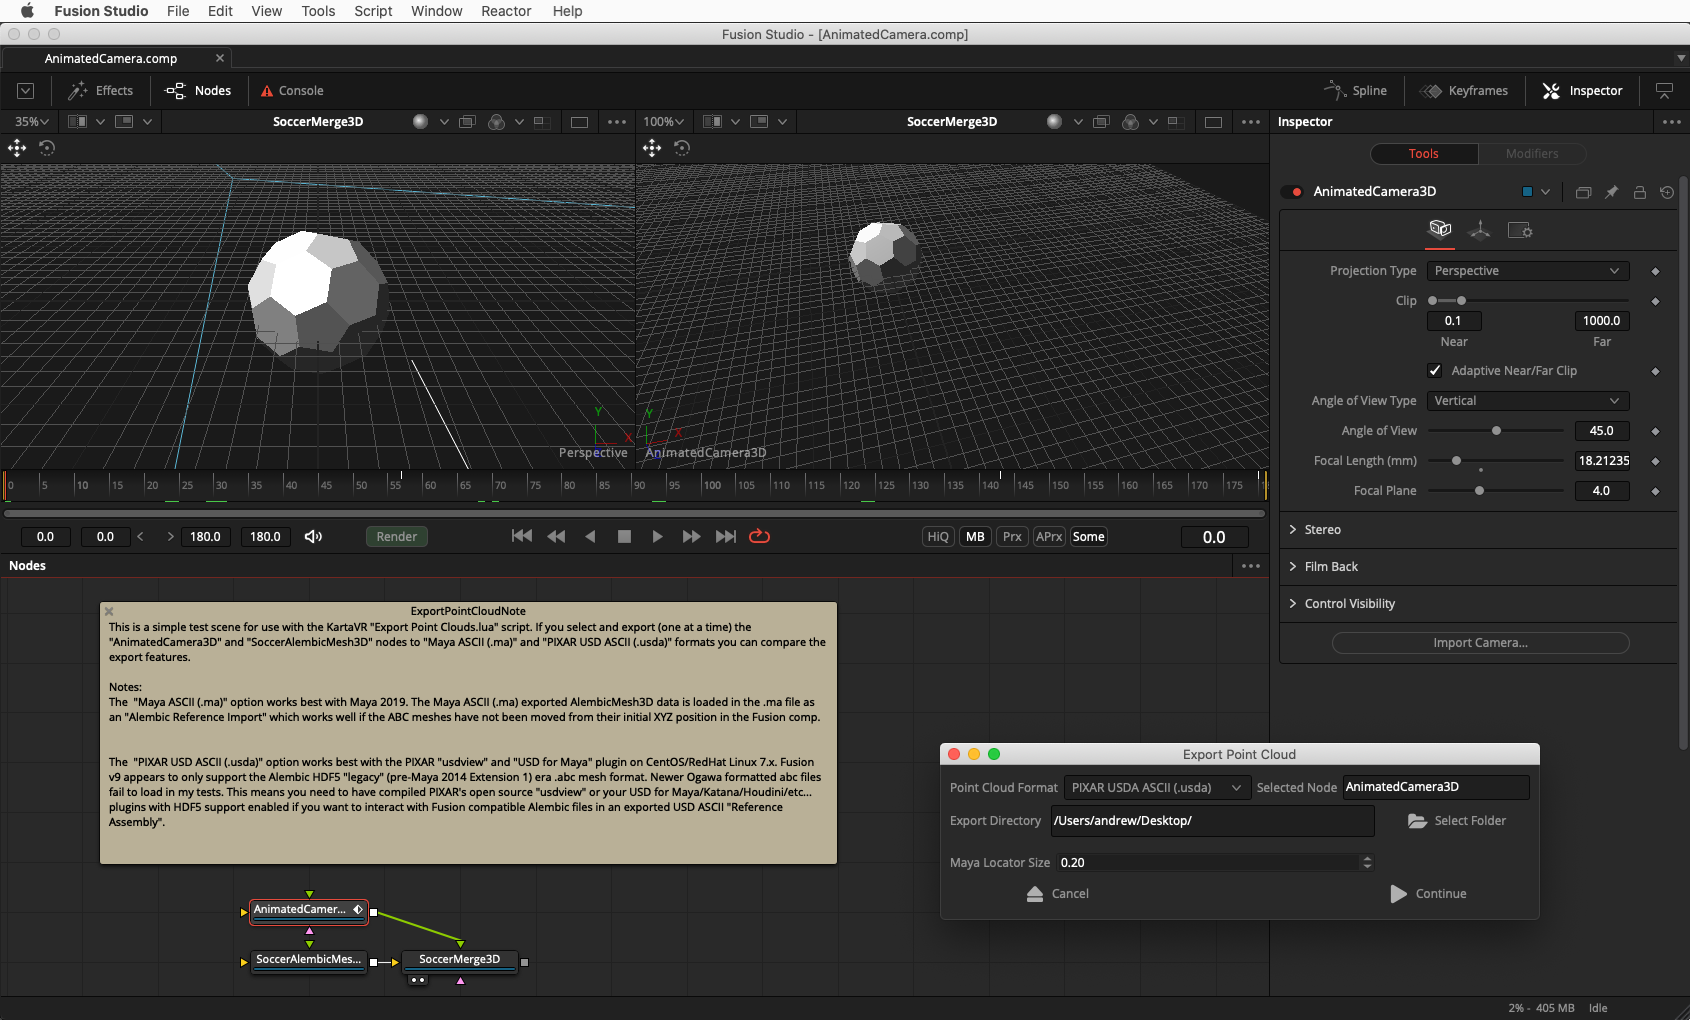 Fusion Studio File Edit View Tools Script Window Reactor Help
Fusion Studio - [AnimatedCamera.comp]
AnimatedCamera.comp
Effects Nodes Console Spline Keyframes Inspector
35% SoccerMerge3D 100% SoccerMerge3D Inspector
Tools Modifiers
AnimatedCamera3D
Projection Type Perspective
Clip
0.1 1000.0
Near Far
Adaptive Near/Far Clip
Angle of View Type Vertical
Angle of View 45.0
Focal Length (mm) 18.21235
Focal Plane 4.0
Stereo
Film Back
Control Visibility
Import Camera...
Y Y
X X
Perspective AnimatedCamera3D
0 5 10 15 20 25 30 35 40 45 50 55 60 65 70 75 80 85 90 95 100 105 110 115 120 125 130 135 140 145 150 155 160 165 170 175
0.0 0.0 < > 180.0 180.0 Render HiQ MB Prx APrx Some 0.0
Nodes
ExportPointCloudNote
This is a simple test scene for use with the KartaVR "Export Point Clouds.lua" script. If you select and export (one at a time) the
"AnimatedCamera3D" and "SoccerAlembicMesh3D" nodes to "Maya ASCII (.ma)" and "PIXAR USD ASCII (.usda)" formats you can compare the
export features.
Notes:
The "Maya ASCII (.ma)" option works best with Maya 2019. The Maya ASCII (.ma) exported AlembicMesh3D data is loaded in the .ma file as
an "Alembic Reference Import" which works well if the ABC meshes have not been moved from their initial XYZ position in the Fusion comp.
The "PIXAR USD ASCII (.usda)" option works best with the PIXAR "usdview" and "USD for Maya" plugin on CentOS/RedHat Linux 7.x. Fusion
v9 appears to only support the Alembic HDF5 "legacy" (pre-Maya 2014 Extension 1) era .abc mesh format. Newer Ogawa formatted abc files
fail to load in my tests. This means you need to have compiled PIXAR's open source "usdview" or your USD for Maya/Katana/Houdini/etc...
plugins with HDF5 support enabled if you want to interact with Fusion compatible Alembic files in an exported USD ASCII "Reference
Assembly".
AnimatedCamer...
SoccerAlembicMes... SoccerMerge3D
Export Point Cloud
Point Cloud Format PIXAR USDA ASCII (.usda) Selected Node AnimatedCamera3D
Export Directory /Users/andrew/Desktop/ Select Folder
Maya Locator Size 0.20
Cancel Continue
2% - 405 MB Idle